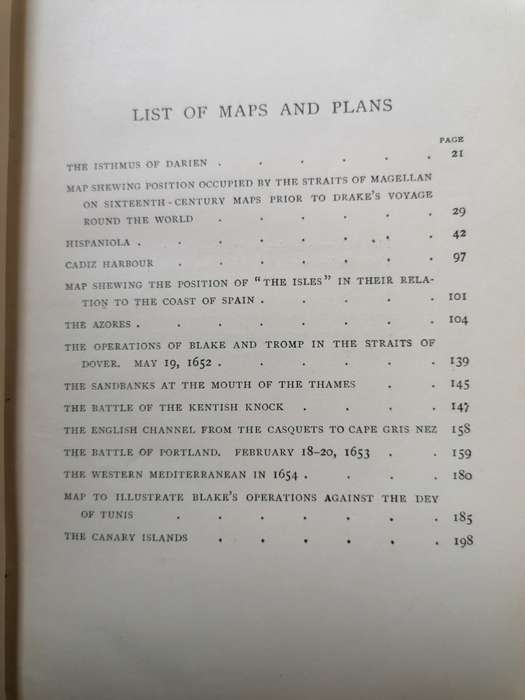 LIST OF MAPS AND PLANS
PAGE
THE ISTHMUS OF DARIEN . . . . . . 21
MAP SHEWING POSITION OCCUPIED BY THE STRAITS OF MAGELLAN
ON SIXTEENTH-CENTURY MAPS PRIOR TO DRAKE'S VOYAGE
ROUND THE WORLD . . . . . . 29
HISPANIOLA . . . . . . . . 42
CADIZ HARBOUR . . . . . . . 97
MAP SHEWING THE POSITION OF "THE ISLES" IN THEIR RELA-
TION TO THE COAST OF SPAIN . . . . . 101
THE AZORES . . . . . . . . 104
THE OPERATIONS OF BLAKE AND TROMP IN THE STRAITS OF
DOVER. MAY 19, 1652 . . . . . . 139
THE SANDBANKS AT THE MOUTH OF THE THAMES . . 145
THE BATTLE OF THE KENTISH KNOCK . . . . 147
THE ENGLISH CHANNEL FROM THE CASQUETS TO CAPE GRIS NEZ 158
THE BATTLE OF PORTLAND. FEBRUARY 18-20, 1653 . . 159
THE WESTERN MEDITERRANEAN IN 1654 . . . . 180
MAP TO ILLUSTRATE BLAKE'S OPERATIONS AGAINST THE DEY
OF TUNIS . . . . . . . 185
THE CANARY ISLANDS . . . . . . 198